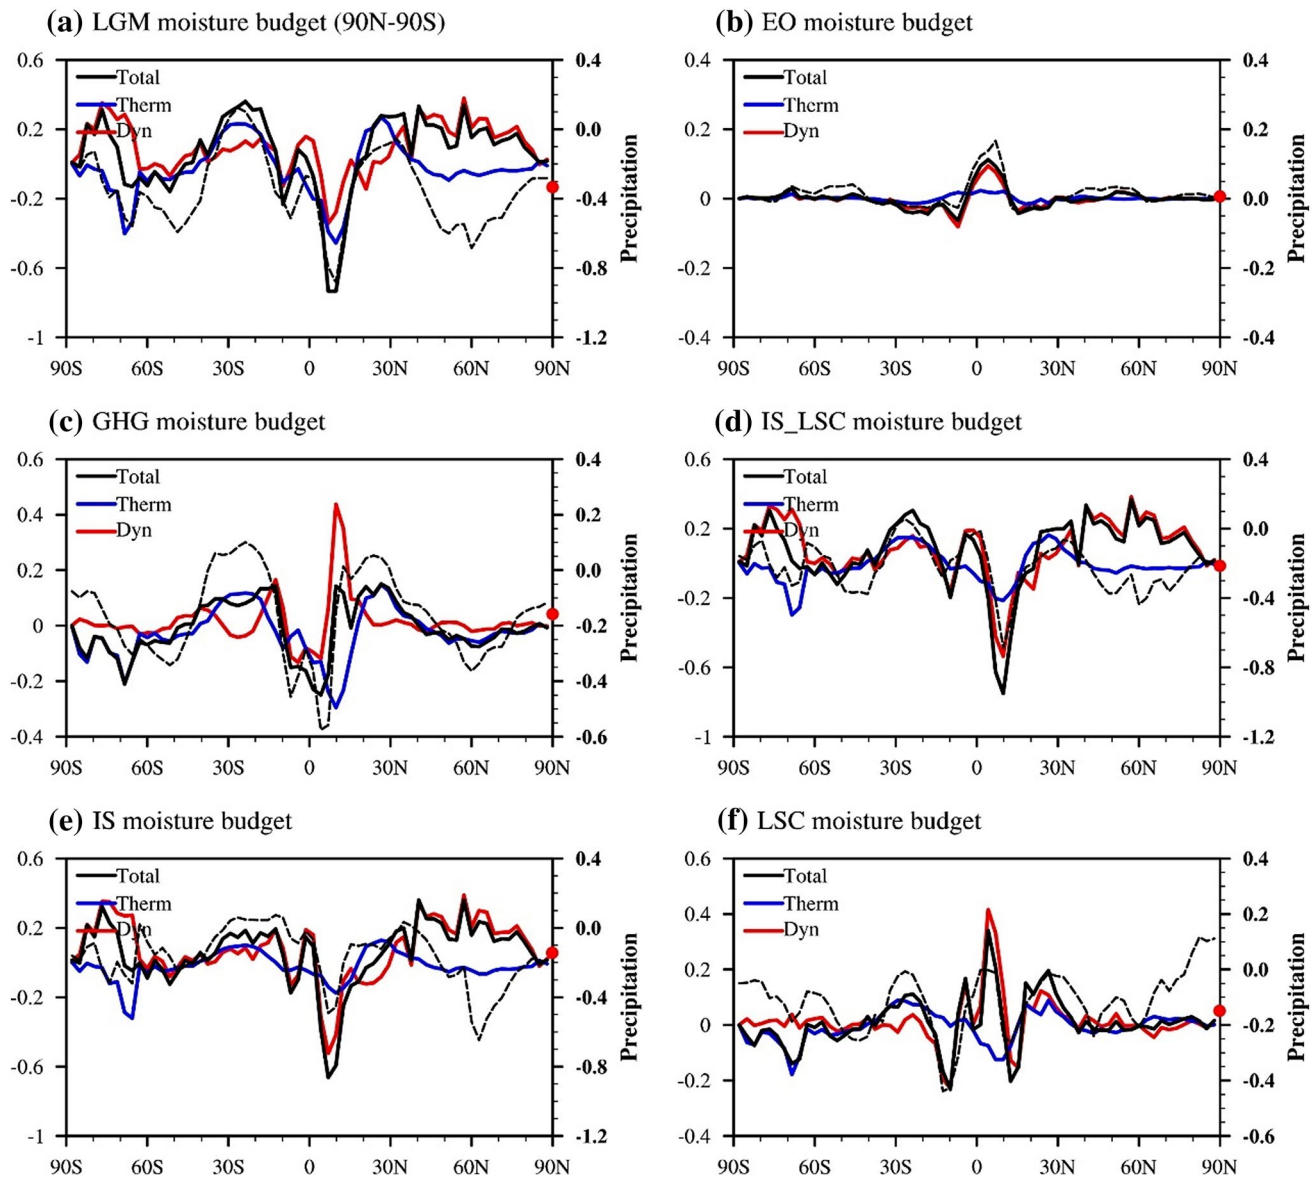 (a) LGM moisture budget (90N-90S)
0.6
0.2
-0.2
-0.6
-1
Total
Therm
Dyn
0.4
0.0
-0.4
-0.8
-1.2
Precipitation
90S 60S 30S 0 30N 60N 90N
(b) EO moisture budget
0.4
0.2
0
-0.2
-0.4
Total
Therm
Dyn
0.4
0.2
0.0
-0.2
-0.4
Precipitation
90S 60S 30S 0 30N 60N 90N
(c) GHG moisture budget
0.6
0.4
0.2
0
-0.2
-0.4
Total
Therm
Dyn
0.4
0.2
0.0
-0.2
-0.4
-0.6
Precipitation
90S 60S 30S 0 30N 60N 90N
(d) IS_LSC moisture budget
0.6
0.2
-0.2
-0.6
-1
Total
Therm
Dyn
0.4
0.0
-0.4
-0.8
-1.2
Precipitation
90S 60S 30S 0 30N 60N 90N
(e) IS moisture budget
0.6
0.2
-0.2
-0.6
-1
Total
Therm
Dyn
0.4
0.0
-0.4
-0.8
-1.2
Precipitation
90S 60S 30S 0 30N 60N 90N
(f) LSC moisture budget
0.6
0.4
0.2
0
-0.2
-0.4
Total
Therm
Dyn
0.4
0.2
0.0
-0.2
-0.4
-0.6
Precipitation
90S 60S 30S 0 30N 60N 90N